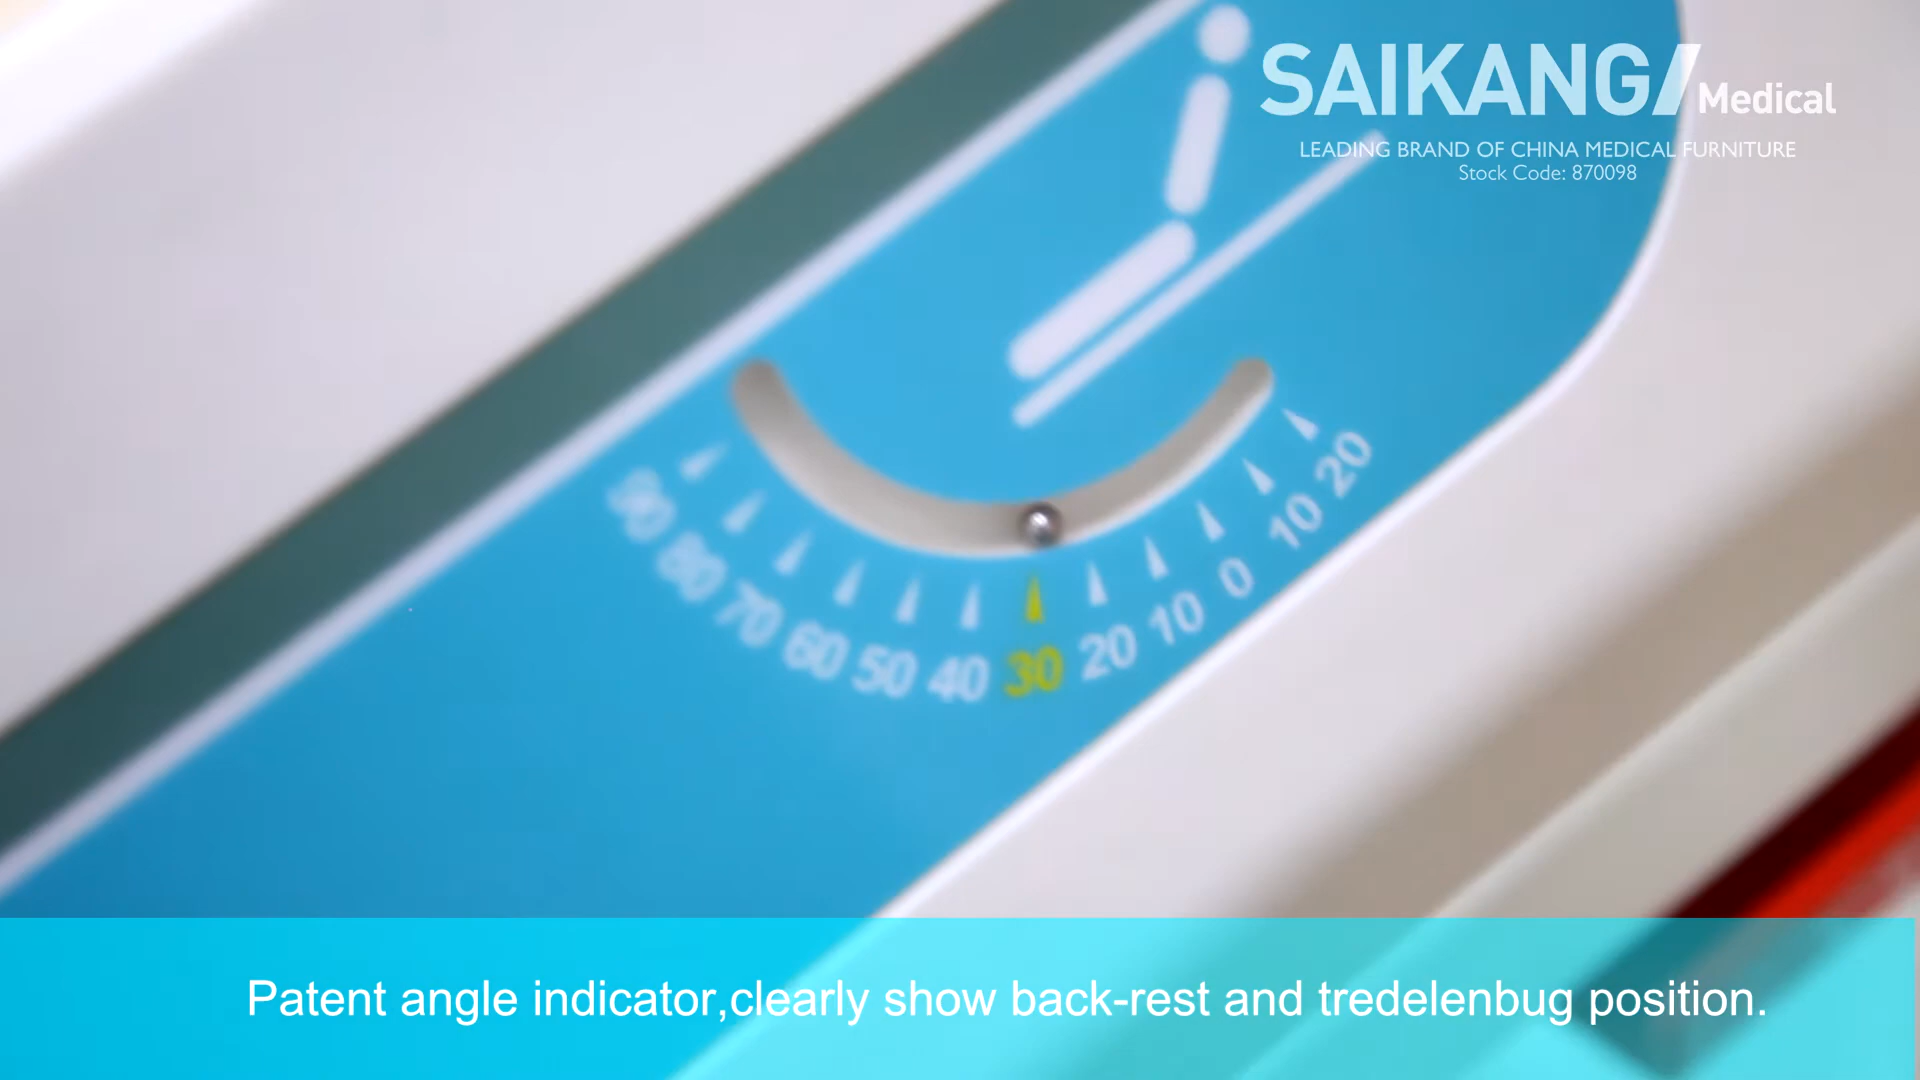 SAIKANG Medical
LEADING BRAND OF CHINA MEDICAL FURNITURE
Stock Code: 870098
90 80 70 60 50 40 30 20 10 0 10 20
Patent angle indicator,clearly show back-rest and tredelenbug position.